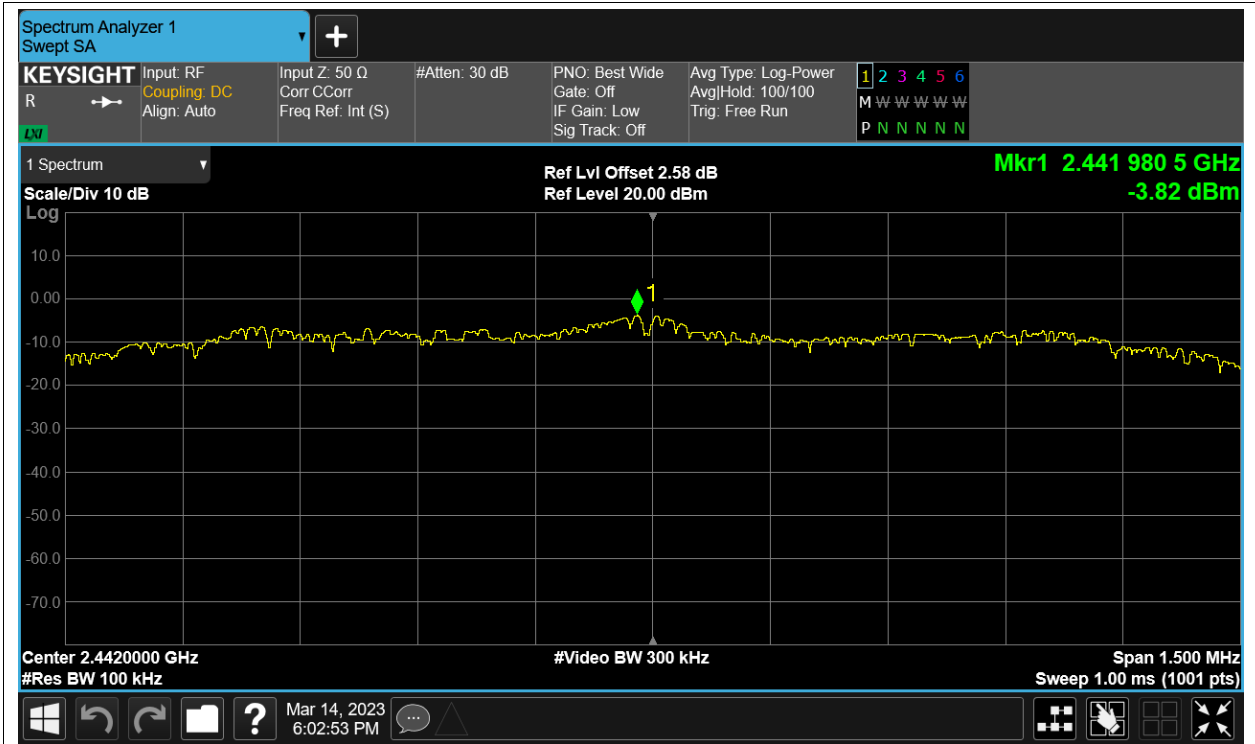 Spectrum Analyzer 1
Swept SA
KEYSIGHT
R
LXI
Input: RF
Coupling: DC
Align: Auto
Input Z: 50 Ω
Corr CCorr
Freq Ref: Int (S)
#Atten: 30 dB
PNO: Best Wide
Gate: Off
IF Gain: Low
Sig Track: Off
Avg Type: Log-Power
Avg|Hold: 100/100
Trig: Free Run
1 2 3 4 5 6
M W W W W W
P N N N N N
1 Spectrum
Scale/Div 10 dB
Log
Ref Lvl Offset 2.58 dB
Ref Level 20.00 dBm
Mkr1 2.441 980 5 GHz
-3.82 dBm
10.0
0.00
-10.0
-20.0
-30.0
-40.0
-50.0
-60.0
-70.0
1
Center 2.4420000 GHz
#Res BW 100 kHz
#Video BW 300 kHz
Span 1.500 MHz
Sweep 1.00 ms (1001 pts)
?
Mar 14, 2023
6:02:53 PM